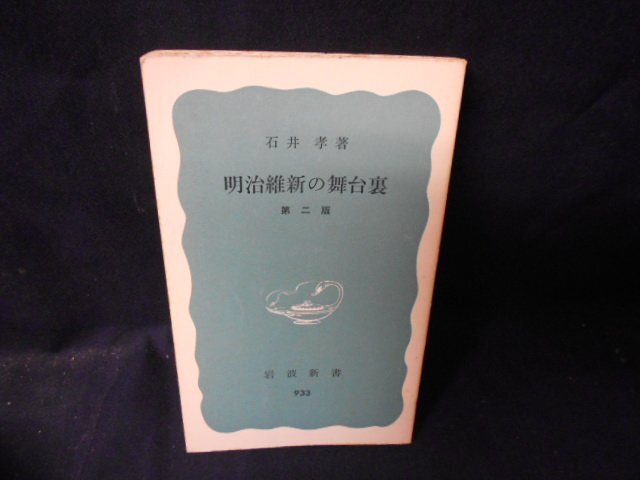 石井 孝著
明治維新の舞台裏
第二版
岩波新書
933